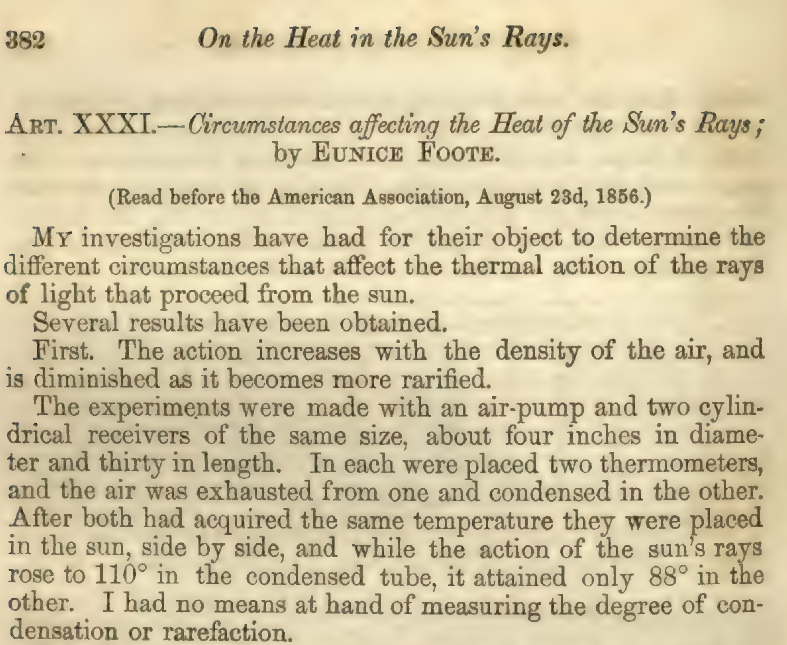 382 On the Heat in the Sun's Rays.
ART. XXXI.—Circumstances affecting the Heat of the Sun's Rays;
by EUNICE FOOTE.
(Read before the American Association, August 23d, 1856.)
MY investigations have had for their object to determine the
different circumstances that affect the thermal action of the rays
of light that proceed from the sun.
Several results have been obtained.
First. The action increases with the density of the air, and
is diminished as it becomes more rarified.
The experiments were made with an air-pump and two cylin-
drical receivers of the same size, about four inches in diame-
ter and thirty in length. In each were placed two thermometers,
and the air was exhausted from one and condensed in the other.
After both had acquired the same temperature they were placed
in the sun, side by side, and while the action of the sun's rays
rose to 110° in the condensed tube, it attained only 88° in the
other. I had no means at hand of measuring the degree of con-
densation or rarefaction.